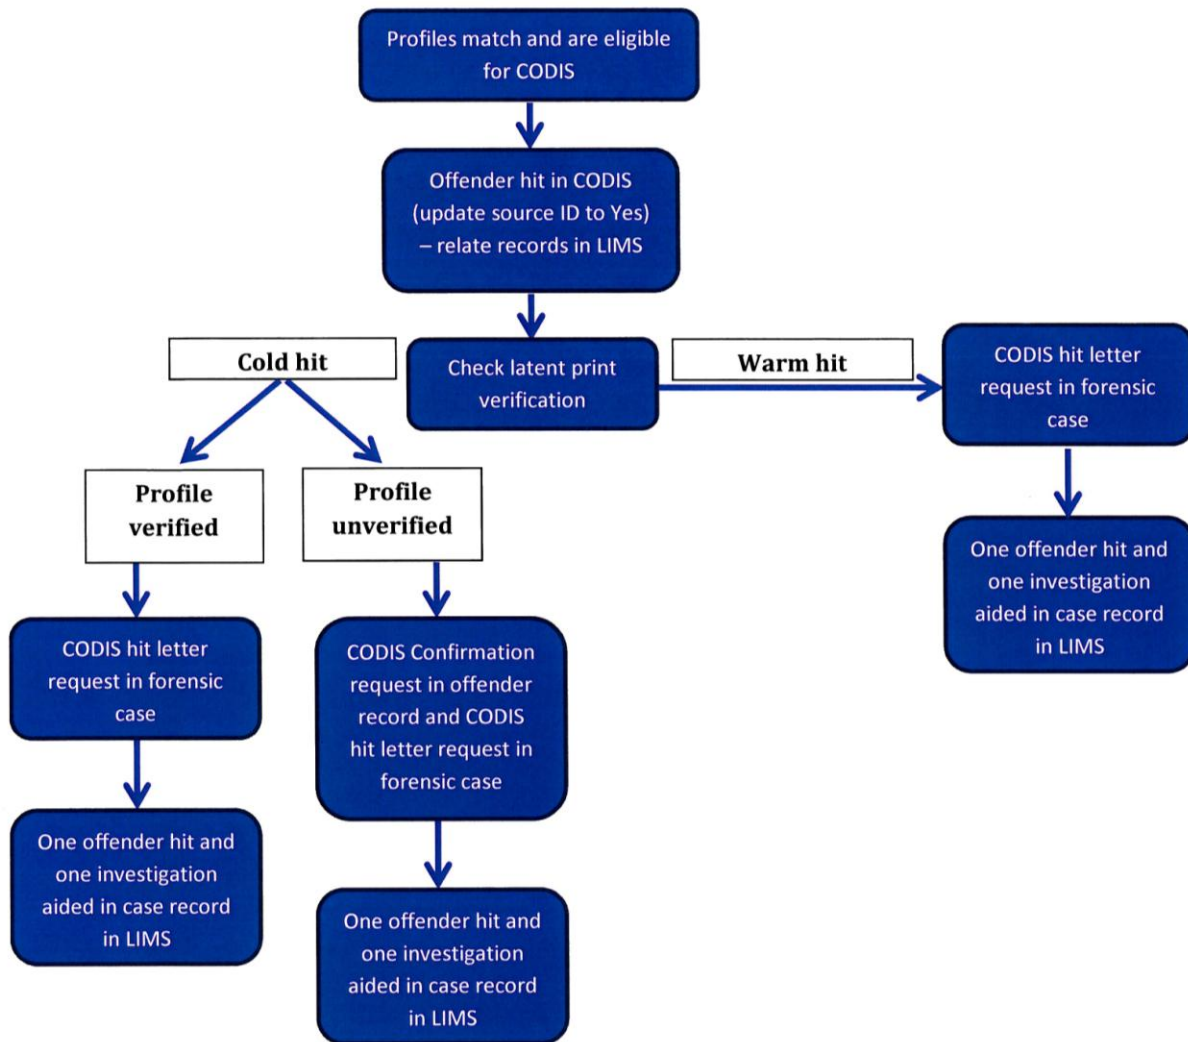 Profiles match and are eligible
for CODIS
Offender hit in CODIS
(update source ID to Yes)
– relate records in LIMS
Cold hit
Check latent print
verification
Warm hit
CODIS hit letter
request in forensic
case
Profile
verified
Profile
unverified
One offender hit and
one investigation
aided in case record
in LIMS
CODIS hit letter
request in forensic
case
CODIS Confirmation
request in offender
record and CODIS
hit letter request in
forensic case
One offender hit and
one investigation
aided in case record
in LIMS
One offender hit and
one investigation
aided in case record
in LIMS